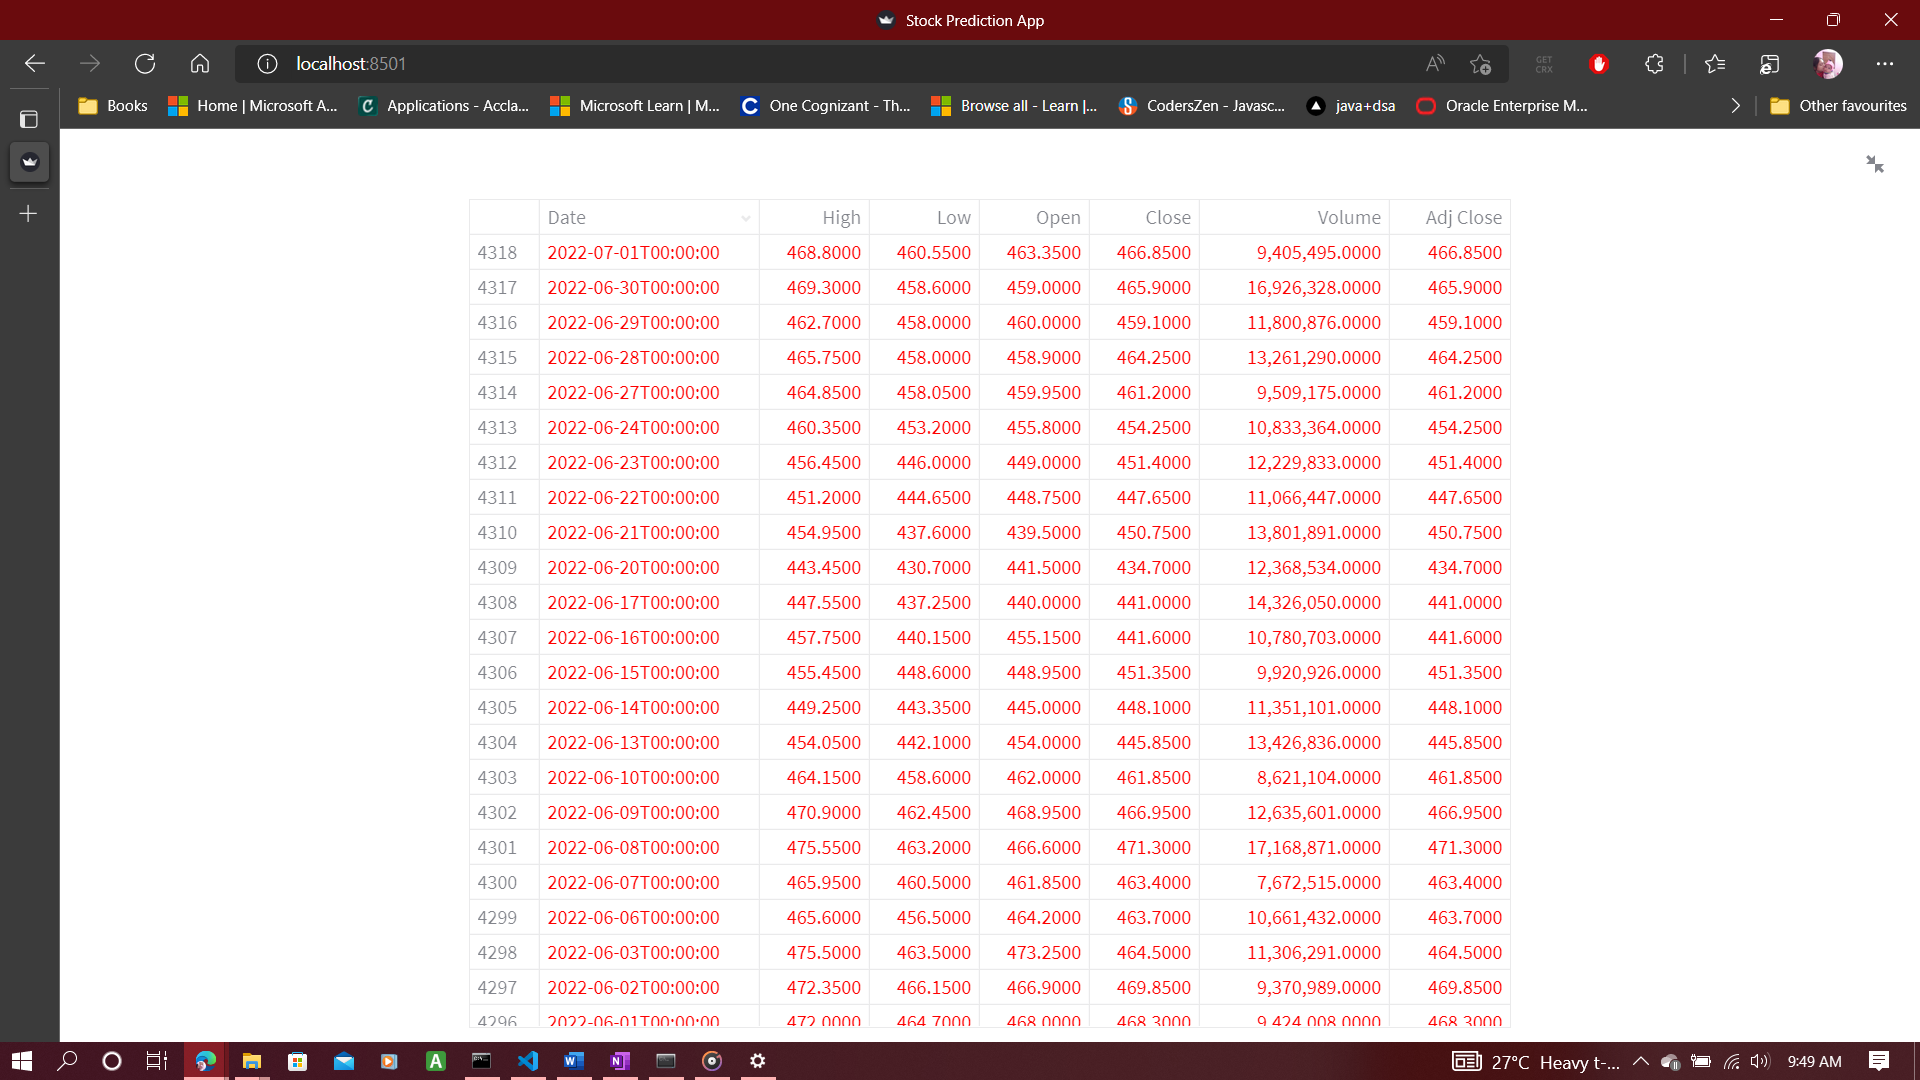 Stock Prediction App
localhost:8501
GET CRX
Books Home | Microsoft A... Applications - Accla... Microsoft Learn | M... One Cognizant - Th... Browse all - Learn |... CodersZen - Javasc... java+dsa Oracle Enterprise M... Other favourites
Date High Low Open Close Volume Adj Close
4318 2022-07-01T00:00:00 468.8000 460.5500 463.3500 466.8500 9,405,495.0000 466.8500
4317 2022-06-30T00:00:00 469.3000 458.6000 459.0000 465.9000 16,926,328.0000 465.9000
4316 2022-06-29T00:00:00 462.7000 458.0000 460.0000 459.1000 11,800,876.0000 459.1000
4315 2022-06-28T00:00:00 465.7500 458.0000 458.9000 464.2500 13,261,290.0000 464.2500
4314 2022-06-27T00:00:00 464.8500 458.0500 459.9500 461.2000 9,509,175.0000 461.2000
4313 2022-06-24T00:00:00 460.3500 453.2000 455.8000 454.2500 10,833,364.0000 454.2500
4312 2022-06-23T00:00:00 456.4500 446.0000 449.0000 451.4000 12,229,833.0000 451.4000
4311 2022-06-22T00:00:00 451.2000 444.6500 448.7500 447.6500 11,066,447.0000 447.6500
4310 2022-06-21T00:00:00 454.9500 437.6000 439.5000 450.7500 13,801,891.0000 450.7500
4309 2022-06-20T00:00:00 443.4500 430.7000 441.5000 434.7000 12,368,534.0000 434.7000
4308 2022-06-17T00:00:00 447.5500 437.2500 440.0000 441.0000 14,326,050.0000 441.0000
4307 2022-06-16T00:00:00 457.7500 440.1500 455.1500 441.6000 10,780,703.0000 441.6000
4306 2022-06-15T00:00:00 455.4500 448.6000 448.9500 451.3500 9,920,926.0000 451.3500
4305 2022-06-14T00:00:00 449.2500 443.3500 445.0000 448.1000 11,351,101.0000 448.1000
4304 2022-06-13T00:00:00 454.0500 442.1000 454.0000 445.8500 13,426,836.0000 445.8500
4303 2022-06-10T00:00:00 464.1500 458.6000 462.0000 461.8500 8,621,104.0000 461.8500
4302 2022-06-09T00:00:00 470.9000 462.4500 468.9500 466.9500 12,635,601.0000 466.9500
4301 2022-06-08T00:00:00 475.5500 463.2000 466.6000 471.3000 17,168,871.0000 471.3000
4300 2022-06-07T00:00:00 465.9500 460.5000 461.8500 463.4000 7,672,515.0000 463.4000
4299 2022-06-06T00:00:00 465.6000 456.5000 464.2000 463.7000 10,661,432.0000 463.7000
4298 2022-06-03T00:00:00 475.5000 463.5000 473.2500 464.5000 11,306,291.0000 464.5000
4297 2022-06-02T00:00:00 472.3500 466.1500 466.9000 469.8500 9,370,989.0000 469.8500
4296 2022-06-01T00:00:00 472.0000 464.7000 468.0000 468.3000 9,424,008.0000 468.3000
27°C Heavy t-... 9:49 AM